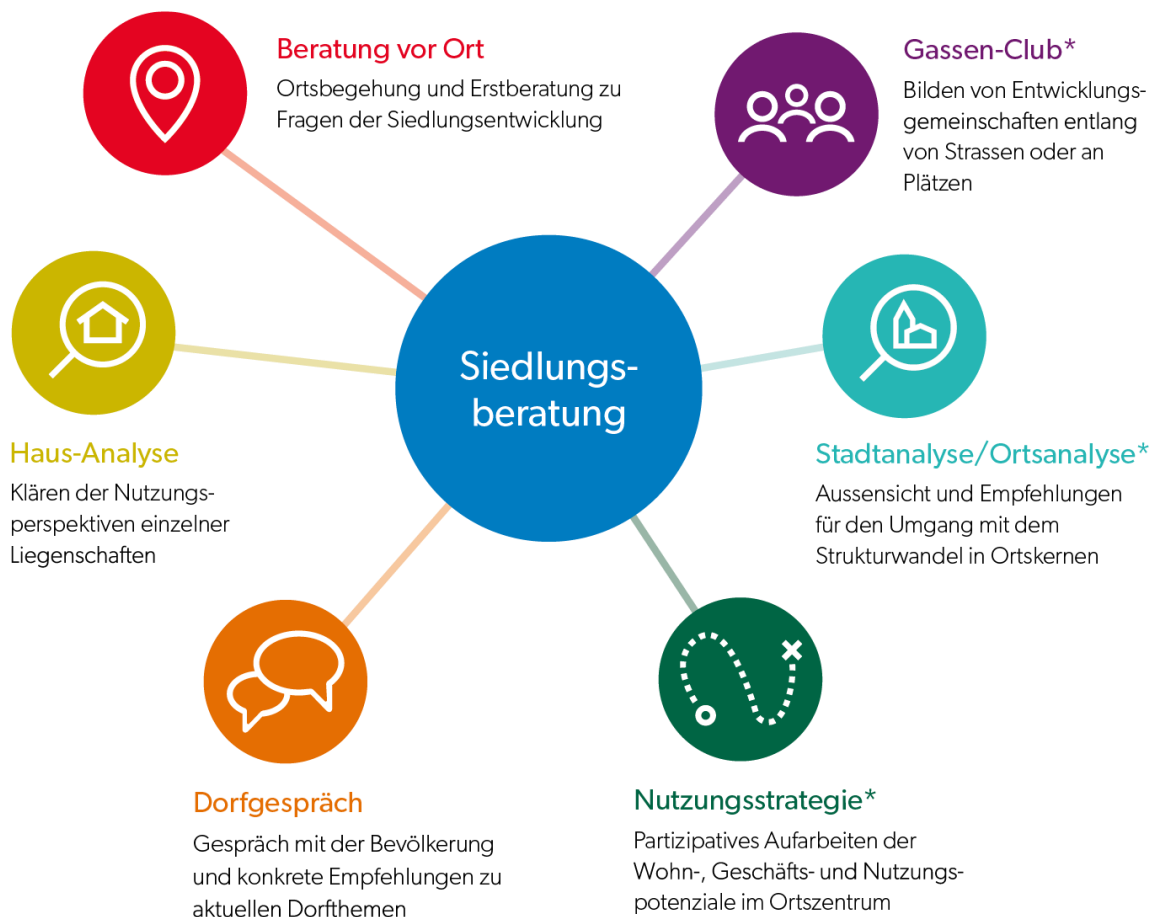 Beratung vor Ort
Ortsbegehung und Erstberatung zu
Fragen der Siedlungsentwicklung
Gassen-Club*
Bilden von Entwicklungs-
gemeinschaften entlang
von Strassen oder an
Plätzen
Siedlungs-
beratung
Haus-Analyse
Klären der Nutzungs-
perspektiven einzelner
Liegenschaften
Stadtanalyse/Ortsanalyse*
Aussensicht und Empfehlungen
für den Umgang mit dem
Strukturwandel in Ortskernen
Dorfgespräch
Gespräch mit der Bevölkerung
und konkrete Empfehlungen zu
aktuellen Dorfthemen
Nutzungsstrategie*
Partizipatives Aufarbeiten der
Wohn-, Geschäfts- und Nutzungs-
potenziale im Ortszentrum